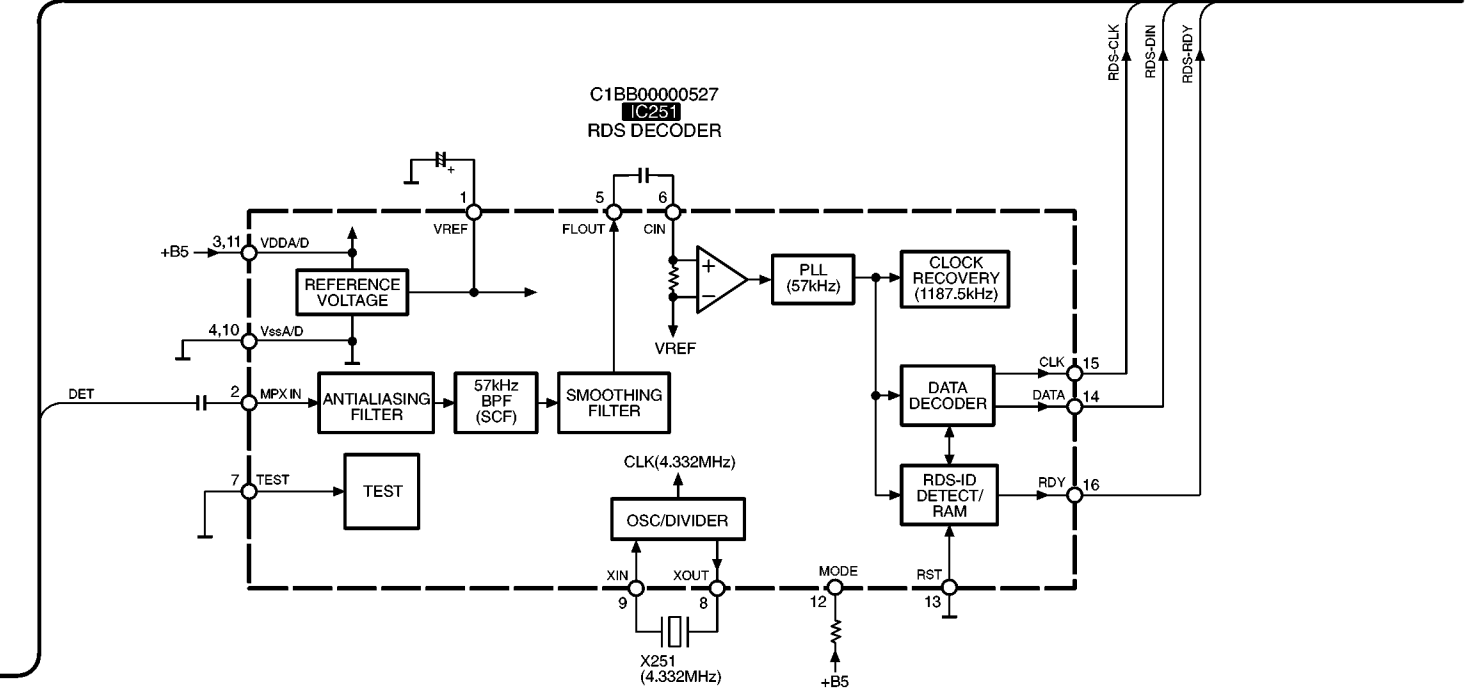 RDS-CLK
RDS-DIN
RDS-RDY
C1BB00000527
IC251
RDS DECODER
+
1
5
6
VREF
FLOUT
CIN
+B5
3,11
VDDA/D
REFERENCE
VOLTAGE
+
−
PLL
(57kHz)
CLOCK
RECOVERY
(1187.5kHz)
4,10
VssA/D
VREF
DET
2
MPX IN
ANTIALIASING
FILTER
57kHz
BPF
(SCF)
SMOOTHING
FILTER
DATA
DECODER
CLK
15
DATA
14
7
TEST
TEST
CLK(4.332MHz)
OSC/DIVIDER
RDS-ID
DETECT/
RAM
RDY
16
XIN
XOUT
MODE
RST
9
8
12
13
X251
(4.332MHz)
+B5